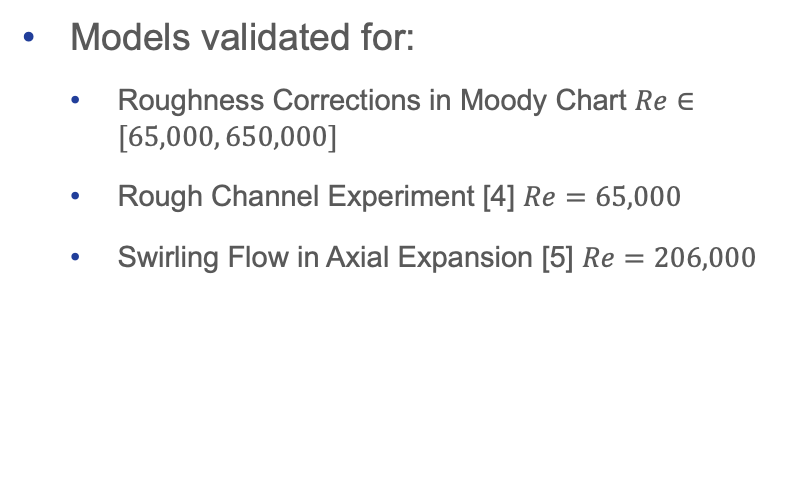 • Models validated for:
• Roughness Corrections in Moody Chart Re ∈
[65,000, 650,000]
• Rough Channel Experiment [4] Re = 65,000
• Swirling Flow in Axial Expansion [5] Re = 206,000